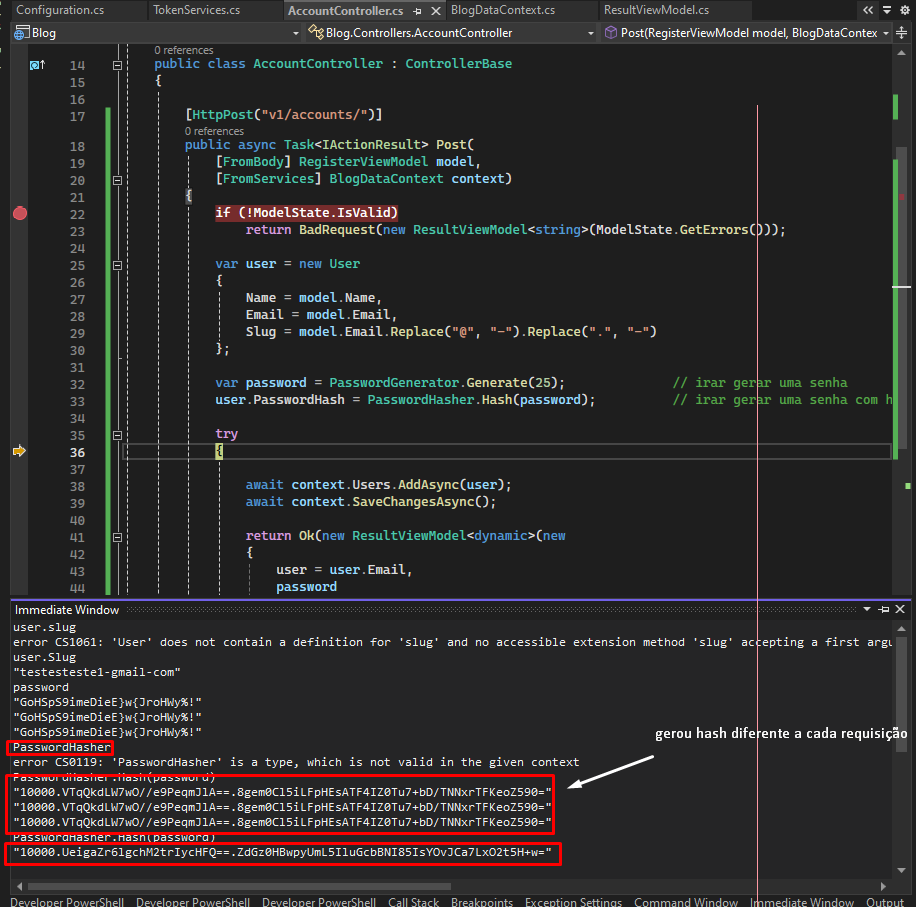 Configuration.cs TokenServices.cs AccountController.cs BlogDataContext.cs ResultViewModel.cs
Blog Blog.Controllers.AccountController Post(RegisterViewModel model, BlogDataContex
0 references
14 public class AccountController : ControllerBase
15 {
16
17 [HttpPost("v1/accounts/")]
0 references
18 public async Task<IActionResult> Post(
19 [FromBody] RegisterViewModel model,
20 [FromServices] BlogDataContext context)
21 {
22 if (!ModelState.IsValid)
23 return BadRequest(new ResultViewModel<string>(ModelState.GetErrors()));
24
25 var user = new User
26 {
27 Name = model.Name,
28 Email = model.Email,
29 Slug = model.Email.Replace("@", "-").Replace(".", "-")
30 };
31
32 var password = PasswordGenerator.Generate(25); // irar gerar uma senha
33 user.PasswordHash = PasswordHasher.Hash(password); // irar gerar uma senha com h
34
35 try
36 {
37
38 await context.Users.AddAsync(user);
39 await context.SaveChangesAsync();
40
41 return Ok(new ResultViewModel<dynamic>(new
42 {
43 user = user.Email,
44 password
Immediate Window
user.slug
error CS1061: 'User' does not contain a definition for 'slug' and no accessible extension method 'slug' accepting a first argu
user.Slug
"testesteste1-gmail-com"
password
"GoHSpS9imeDieE}w{JroHWy%!"
"GoHSpS9imeDieE}w{JroHWy%!"
"GoHSpS9imeDieE}w{JroHWy%!"
gerou hash diferente a cada requisição
PasswordHasher
error CS0119: 'PasswordHasher' is a type, which is not valid in the given context
PasswordHasher.Hash(password)
"10000.VTqQkdLW7wO//e9PeqmJlA==.8gem0Cl5iLFpHEsATF4IZ0Tu7+bD/TNNxrTFKeoZ590="
"10000.VTqQkdLW7wO//e9PeqmJlA==.8gem0Cl5iLFpHEsATF4IZ0Tu7+bD/TNNxrTFKeoZ590="
"10000.VTqQkdLW7wO//e9PeqmJlA==.8gem0Cl5iLFpHEsATF4IZ0Tu7+bD/TNNxrTFKeoZ590="
PasswordHasher.Hash(password)
"10000.UeigaZr6lgchM2trIycHFQ==.ZdGz0HBwpyUmL5IluGcbBNI85IsYOvJCa7LxO2t5H+w="
Developer PowerShell Developer PowerShell Developer PowerShell Call Stack Breakpoints Exception Settings Command Window Immediate Window Output